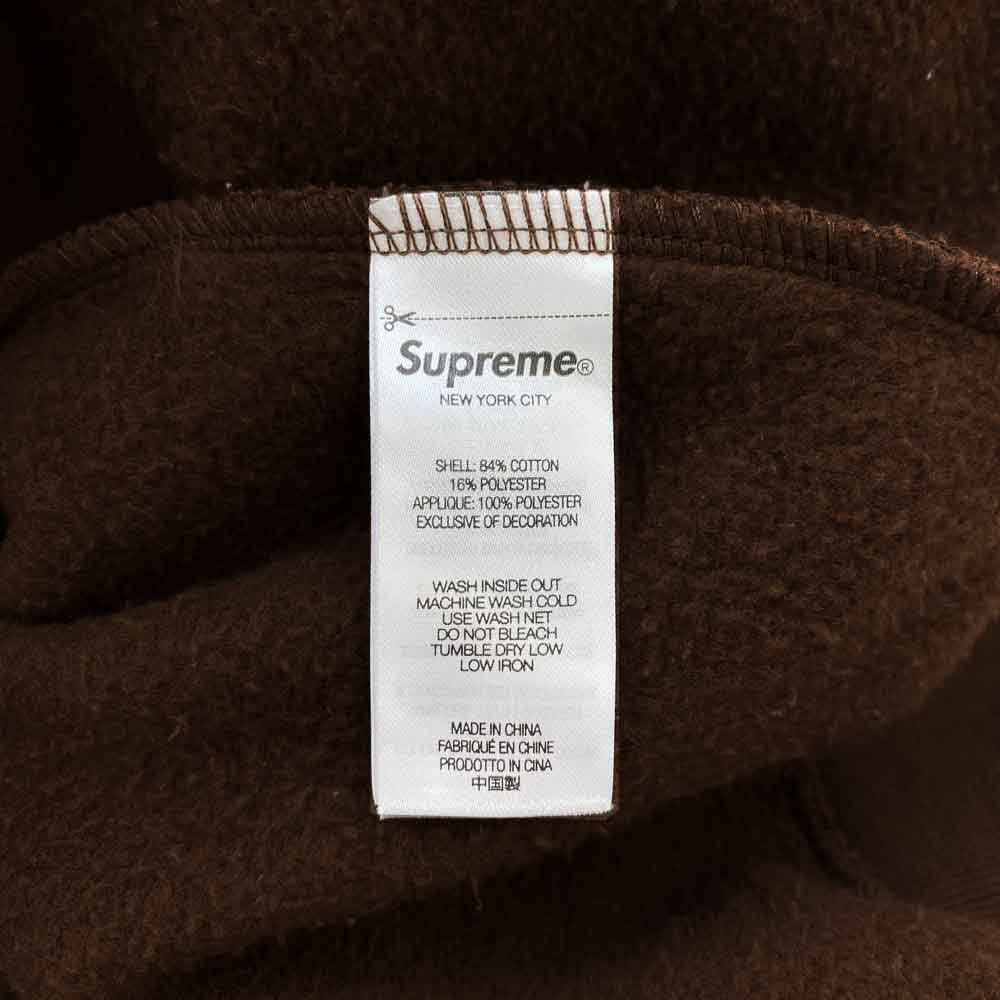 Supreme®
NEW YORK CITY
SHELL: 84% COTTON
16% POLYESTER
APPLIQUE: 100% POLYESTER
EXCLUSIVE OF DECORATION
WASH INSIDE OUT
MACHINE WASH COLD
USE WASH NET
DO NOT BLEACH
TUMBLE DRY LOW
LOW IRON
MADE IN CHINA
FABRIQUÉ EN CHINE
PRODOTTO IN CINA
中国製